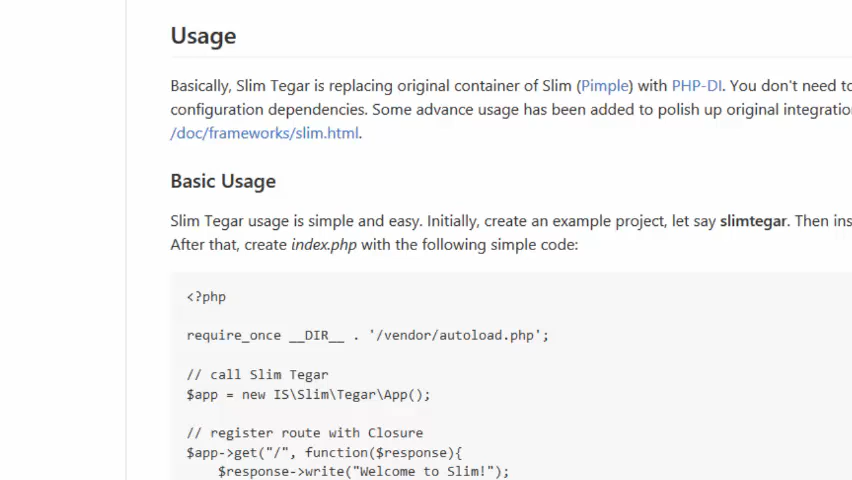 Usage
Basically, Slim Tegar is replacing original container of Slim (Pimple) with PHP-DI. You don't need to
configuration dependencies. Some advance usage has been added to polish up original integration
/doc/frameworks/slim.html.
Basic Usage
Slim Tegar usage is simple and easy. Initially, create an example project, let say slimtegar. Then ins
After that, create index.php with the following simple code:
<?php
require_once __DIR__ . '/vendor/autoload.php';
// call Slim Tegar
$app = new IS\Slim\Tegar\App();
// register route with Closure
$app->get("/", function($response){
$response->write("Welcome to Slim!");